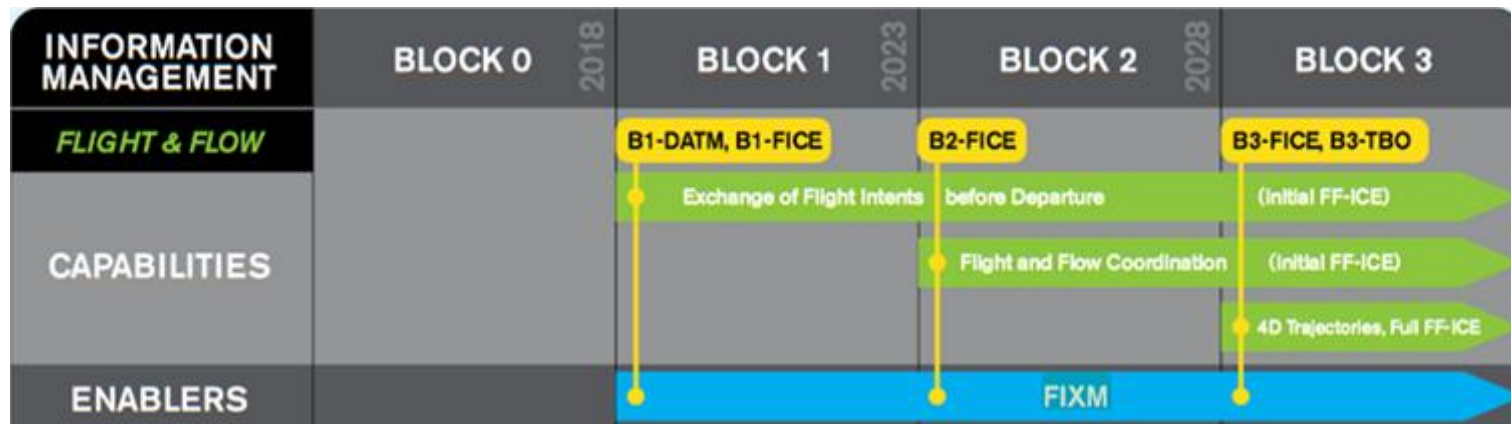 INFORMATION
MANAGEMENT
BLOCK 0
2018
BLOCK 1
2023
BLOCK 2
2028
BLOCK 3
FLIGHT & FLOW
B1-DATM, B1-FICE
B2-FICE
B3-FICE, B3-TBO
CAPABILITIES
Exchange of Flight Intents before Departure (Initial FF-ICE)
Flight and Flow Coordination (Initial FF-ICE)
4D Trajectories, Full FF-ICE
ENABLERS
FIXM